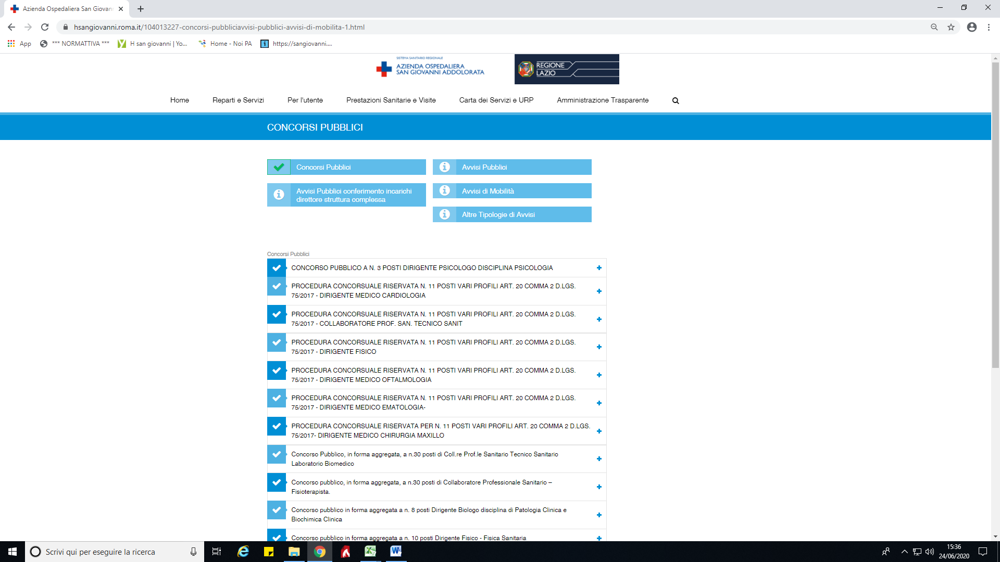 Azienda Ospedaliera San Giovan
hsangiovanni.roma.it/104013227-concorsi-pubbliciavvisi-pubblici-avvisi-di-mobilita-1.html
App
*** NORMATTIVA ***
H san giovanni | Yo...
Home - Noi PA
https://sangiovanni....
SISTEMA SANITARIO REGIONALE
AZIENDA OSPEDALIERA
SAN GIOVANNI ADDOLORATA
REGIONE
LAZIO
Home
Reparti e Servizi
Per l'utente
Prestazioni Sanitarie e Visite
Carta dei Servizi e URP
Amministrazione Trasparente
CONCORSI PUBBLICI
Concorsi Pubblici
Avvisi Pubblici
Avvisi Pubblici conferimento incarichi
direttore struttura complessa
Avvisi di Mobilità
Altre Tipologie di Avvisi
Concorsi Pubblici
CONCORSO PUBBLICO A N. 3 POSTI DIRIGENTE PSICOLOGO DISCIPLINA PSICOLOGIA
PROCEDURA CONCORSUALE RISERVATA N. 11 POSTI VARI PROFILI ART. 20 COMMA 2 D.LGS.
75/2017 - DIRIGENTE MEDICO CARDIOLOGIA
PROCEDURA CONCORSUALE RISERVATA N. 11 POSTI VARI PROFILI ART. 20 COMMA 2 D.LGS.
75/2017 - COLLABORATORE PROF. SAN. TECNICO SANIT
PROCEDURA CONCORSUALE RISERVATA N. 11 POSTI VARI PROFILI ART. 20 COMMA 2 D.LGS.
75/2017 - DIRIGENTE FISICO
PROCEDURA CONCORSUALE RISERVATA N. 11 POSTI VARI PROFILI ART. 20 COMMA 2 D.LGS.
75/2017 - DIRIGENTE MEDICO OFTALMOLOGIA
PROCEDURA CONCORSUALE RISERVATA N. 11 POSTI VARI PROFILI ART. 20 COMMA 2 D.LGS.
75/2017 - DIRIGENTE MEDICO EMATOLOGIA-
PROCEDURA CONCORSUALE RISERVATA PER N. 11 POSTI VARI PROFILI ART. 20 COMMA 2 D.LGS.
75/2017- DIRIGENTE MEDICO CHIRURGIA MAXILLO
Concorso Pubblico, in forma aggregata, a n.30 posti di Coll.re Prof.le Sanitario Tecnico Sanitario
Laboratorio Biomedico
Concorso pubblico, in forma aggregata, a n.30 posti di Collaboratore Professionale Sanitario –
Fisioterapista.
Concorso pubblico in forma aggregata a n. 8 posti Dirigente Biologo disciplina di Patologia Clinica e
Biochimica Clinica
Concorso pubblico in forma aggregata a n. 10 posti Dirigente Fisico - Fisica Sanitaria
Scrivi qui per eseguire la ricerca
15:36
24/06/2020